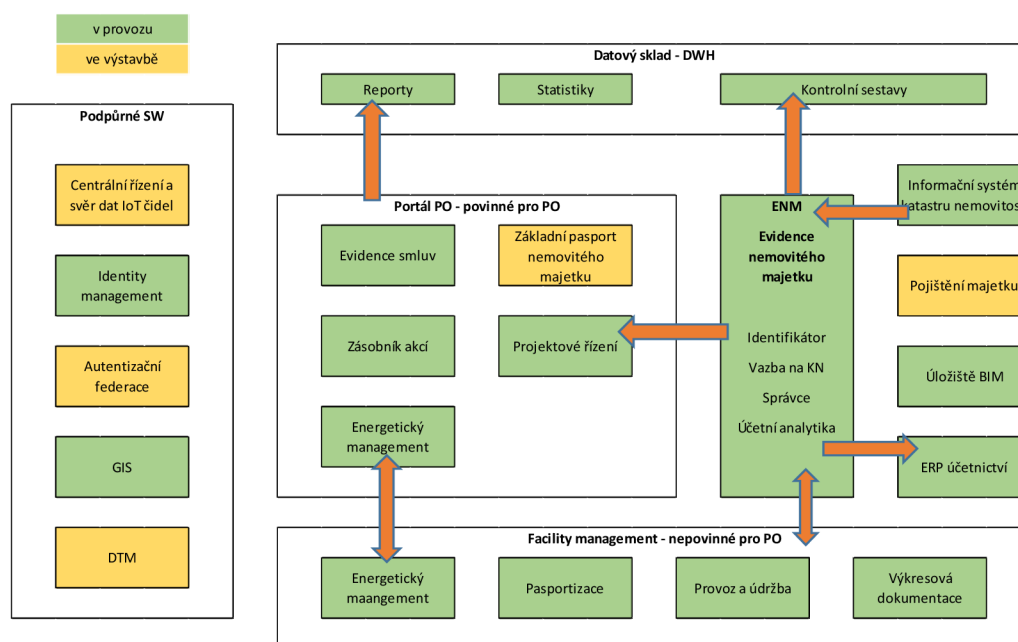 v provozu
ve výstavbě
Podpůrné SW
Centrální řízení a
svěr dat IoT čidel
Identity
management
Autentizační
federace
GIS
DTM
Datový sklad - DWH
Reporty
Statistiky
Kontrolní sestavy
Portál PO - povinné pro PO
Evidence smluv
Základní pasport
nemovitého
majetku
Zásobník akcí
Projektové řízení
Energetický
management
ENM
Evidence
nemovitého
majetku
Identifikátor
Vazba na KN
Správce
Účetní analytika
Informační systém
katastru nemovitos
Pojištění majetku
Úložiště BIM
ERP účetnictví
Facility management - nepovinné pro PO
Energetický
maangement
Pasportizace
Provoz a údržba
Výkresová
dokumentace